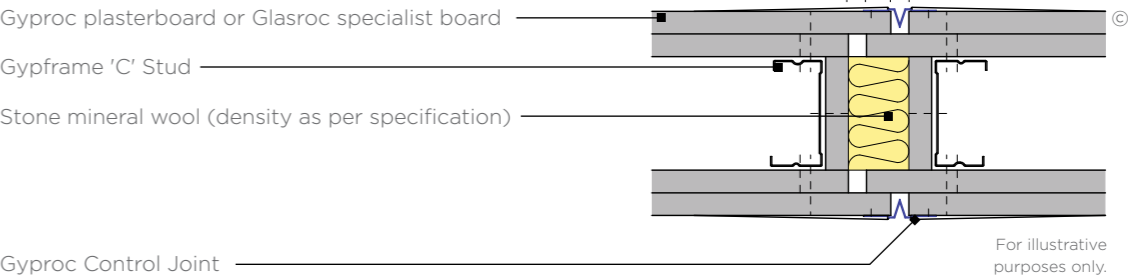 Gyproc plasterboard or Glasroc specialist board
©
Gypframe 'C' Stud
Stone mineral wool (density as per specification)
Gyproc Control Joint
For illustrative
purposes only.